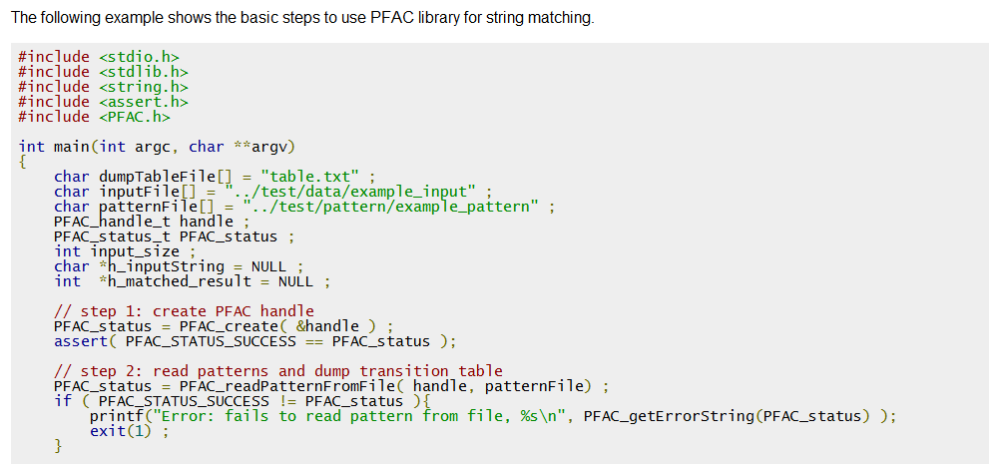 The following example shows the basic steps to use PFAC library for string matching.
#include <stdio.h>
#include <stdlib.h>
#include <string.h>
#include <assert.h>
#include <PFAC.h>
int main(int argc, char **argv)
{
    char dumpTableFile[] = "table.txt" ;
    char inputFile[] = "../test/data/example_input" ;
    char patternFile[] = "../test/pattern/example_pattern" ;
    PFAC_handle_t handle ;
    PFAC_status_t PFAC_status ;
    int input_size ;
    char *h_inputString = NULL ;
    int  *h_matched_result = NULL ;
    // step 1: create PFAC handle
    PFAC_status = PFAC_create( &handle ) ;
    assert( PFAC_STATUS_SUCCESS == PFAC_status );
    // step 2: read patterns and dump transition table
    PFAC_status = PFAC_readPatternFromFile( handle, patternFile) ;
    if ( PFAC_STATUS_SUCCESS != PFAC_status ){
        printf("Error: fails to read pattern from file, %s\n", PFAC_getErrorString(PFAC_status) );
        exit(1) ;
    }